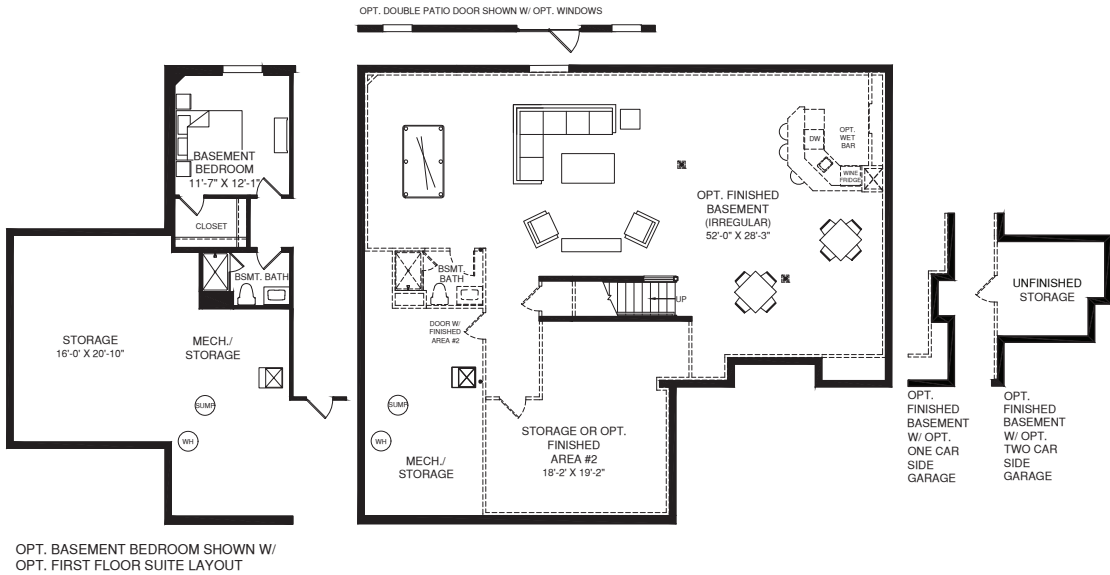 OPT. DOUBLE PATIO DOOR SHOWN W/ OPT. WINDOWS
BASEMENT
BEDROOM
11'-7" X 12'-1"
CLOSET
BSMT. BATH
STORAGE
16'-0' X 20'-10"
MECH./
STORAGE
SUMP
WH
OPT. BASEMENT BEDROOM SHOWN W/
OPT. FIRST FLOOR SUITE LAYOUT
OPT.
WET
BAR
DW
WINE
FRIDGE
OPT. FINISHED
BASEMENT
(IRREGULAR)
52'-0" X 28'-3"
BSMT.
BATH
UP
DOOR W/
FINISHED
AREA #2
SUMP
WH
MECH./
STORAGE
STORAGE OR OPT.
FINISHED
AREA #2
18'-2' X 19'-2"
OPT.
FINISHED
BASEMENT
W/ OPT.
ONE CAR
SIDE
GARAGE
UNFINISHED
STORAGE
OPT.
FINISHED
BASEMENT
W/ OPT.
TWO CAR
SIDE
GARAGE